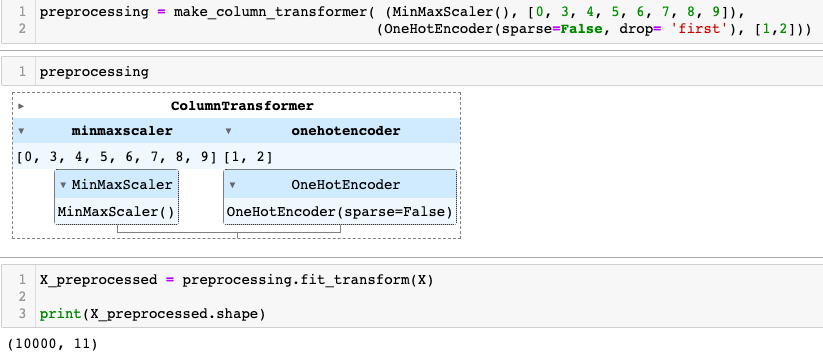 1 preprocessing = make_column_transformer( (MinMaxScaler(), [0, 3, 4, 5, 6, 7, 8, 9]),
2 (OneHotEncoder(sparse=False, drop= 'first'), [1,2]))
1 preprocessing
▸ ColumnTransformer
▾ minmaxscaler ▾ onehotencoder
[0, 3, 4, 5, 6, 7, 8, 9] [1, 2]
▾ MinMaxScaler ▾ OneHotEncoder
MinMaxScaler() OneHotEncoder(sparse=False)
1 X_preprocessed = preprocessing.fit_transform(X)
2
3 print(X_preprocessed.shape)
(10000, 11)